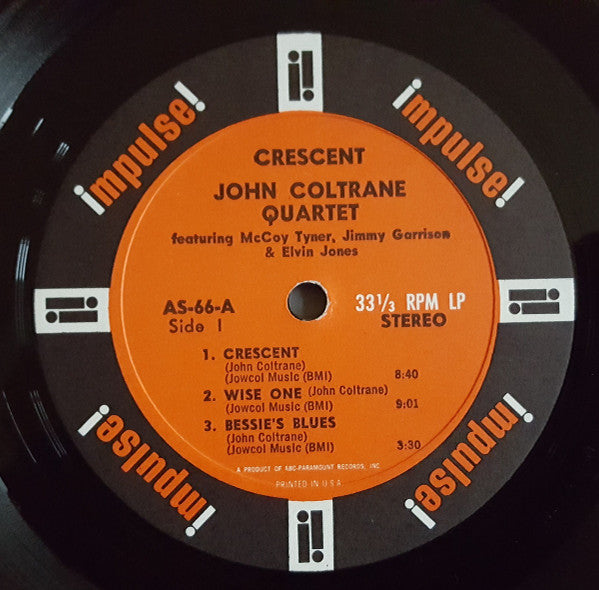 impulse!
impulse!
CRESCENT
JOHN COLTRANE
QUARTET
featuring McCoy Tyner, Jimmy Garrison
& Elvin Jones
AS-66-A
Side 1
33 1/3 RPM LP
STEREO
1. CRESCENT
(John Coltrane)
(Jowcol Music (BMI) 8:40
2. WISE ONE (John Coltrane)
(Jowcol Music (BMI) 9:01
3. BESSIE'S BLUES
(John Coltrane)
(Jowcol Music (BMI) 3:30
A PRODUCT OF ABC-PARAMOUNT RECORDS, INC
PRINTED IN U S A
impulse!
impulse!